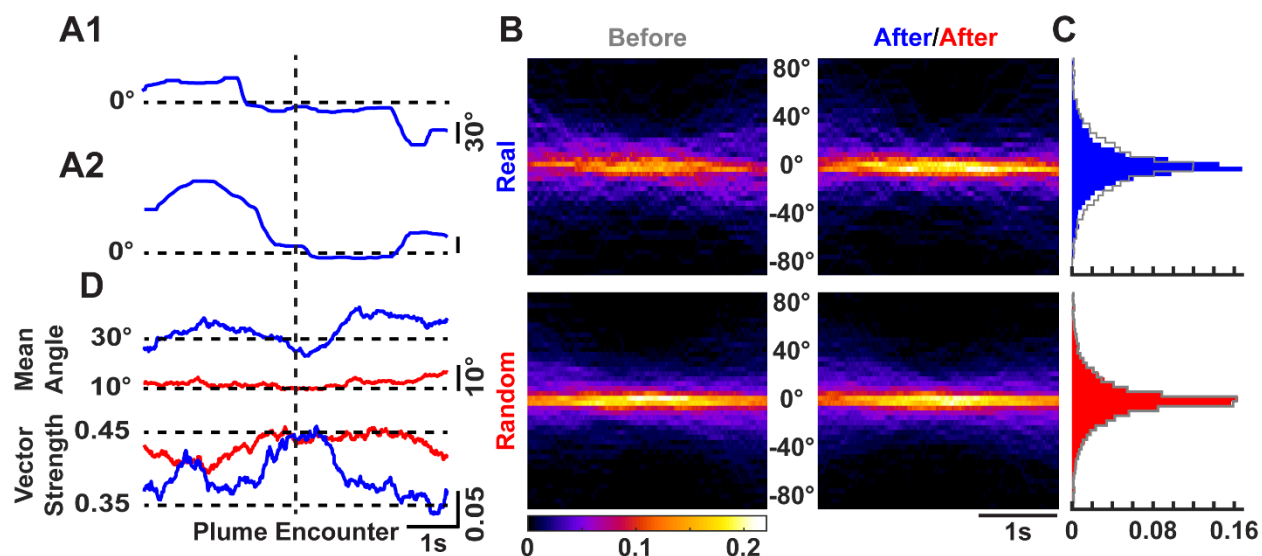 A1
0°
30°
A2
0°
D
Mean Angle
30°
10°
10°
Vector Strength
0.45
0.35
0.05
Plume Encounter
1s
B
Before
After/After
C
Real
80°
40°
0°
-40°
-80°
Random
80°
40°
0°
-40°
-80°
0
0.1
0.2
1s
0
0.08
0.16